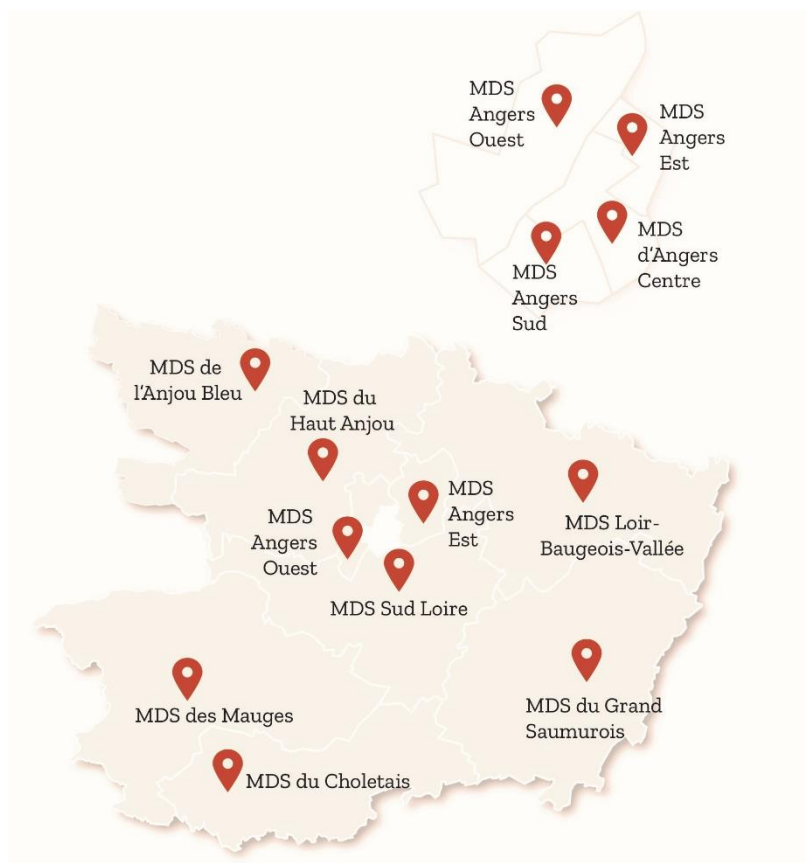 MDS
Angers
Ouest
MDS
Angers
Est
MDS
d'Angers
Centre
MDS
Angers
Sud
MDS de
l'Anjou Bleu
MDS du
Haut Anjou
MDS
Angers
Est
MDS
Angers
Ouest
MDS Loir-
Baugeois-Vallée
MDS Sud Loire
MDS des Mauges
MDS du Grand
Saumurois
MDS du Choletais